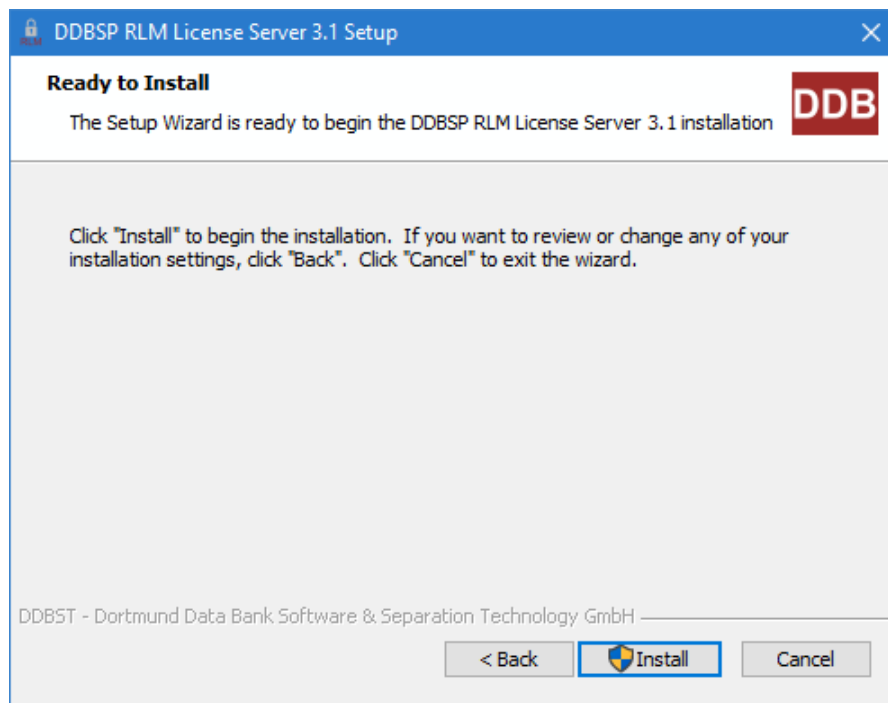 DDBSP RLM License Server 3.1 Setup
Ready to Install
The Setup Wizard is ready to begin the DDBSP RLM License Server 3.1 installation
DDB
Click "Install" to begin the installation.  If you want to review or change any of your
installation settings, click "Back".  Click "Cancel" to exit the wizard.
DDBST - Dortmund Data Bank Software & Separation Technology GmbH
< Back
Install
Cancel